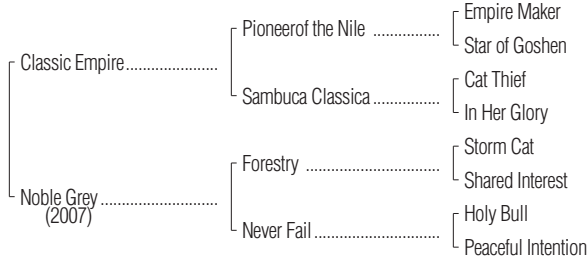 Empire Maker
Pioneerof the Nile ................
Star of Goshen
Classic Empire......................
Cat Thief
Sambuca Classica................
In Her Glory
Storm Cat
Forestry ................................
Shared Interest
Noble Grey ............................
(2007)
Holy Bull
Never Fail..............................
Peaceful Intention